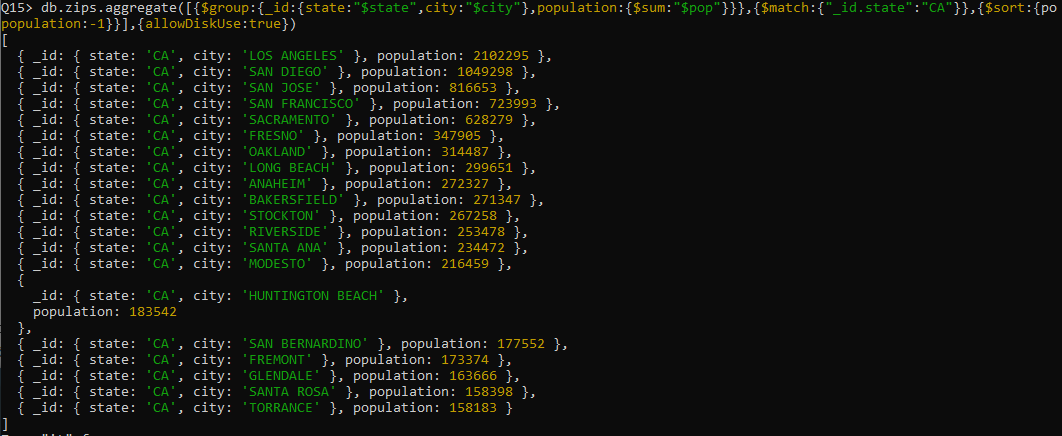 Q15> db.zips.aggregate([{$group:{_id:{state:"$state",city:"$city"},population:{$sum:"$pop"}}},{$match:{"_id.state":"CA"}},{$sort:{po
population:-1}}],{allowDiskUse:true})
[
  { _id: { state: 'CA', city: 'LOS ANGELES' }, population: 2102295 },
  { _id: { state: 'CA', city: 'SAN DIEGO' }, population: 1049298 },
  { _id: { state: 'CA', city: 'SAN JOSE' }, population: 816653 },
  { _id: { state: 'CA', city: 'SAN FRANCISCO' }, population: 723993 },
  { _id: { state: 'CA', city: 'SACRAMENTO' }, population: 628279 },
  { _id: { state: 'CA', city: 'FRESNO' }, population: 347905 },
  { _id: { state: 'CA', city: 'OAKLAND' }, population: 314487 },
  { _id: { state: 'CA', city: 'LONG BEACH' }, population: 299651 },
  { _id: { state: 'CA', city: 'ANAHEIM' }, population: 272327 },
  { _id: { state: 'CA', city: 'BAKERSFIELD' }, population: 271347 },
  { _id: { state: 'CA', city: 'STOCKTON' }, population: 267258 },
  { _id: { state: 'CA', city: 'RIVERSIDE' }, population: 253478 },
  { _id: { state: 'CA', city: 'SANTA ANA' }, population: 234472 },
  { _id: { state: 'CA', city: 'MODESTO' }, population: 216459 },
  {
    _id: { state: 'CA', city: 'HUNTINGTON BEACH' },
    population: 183542
  },
  { _id: { state: 'CA', city: 'SAN BERNARDINO' }, population: 177552 },
  { _id: { state: 'CA', city: 'FREMONT' }, population: 173374 },
  { _id: { state: 'CA', city: 'GLENDALE' }, population: 163666 },
  { _id: { state: 'CA', city: 'SANTA ROSA' }, population: 158398 },
  { _id: { state: 'CA', city: 'TORRANCE' }, population: 158183 }
]